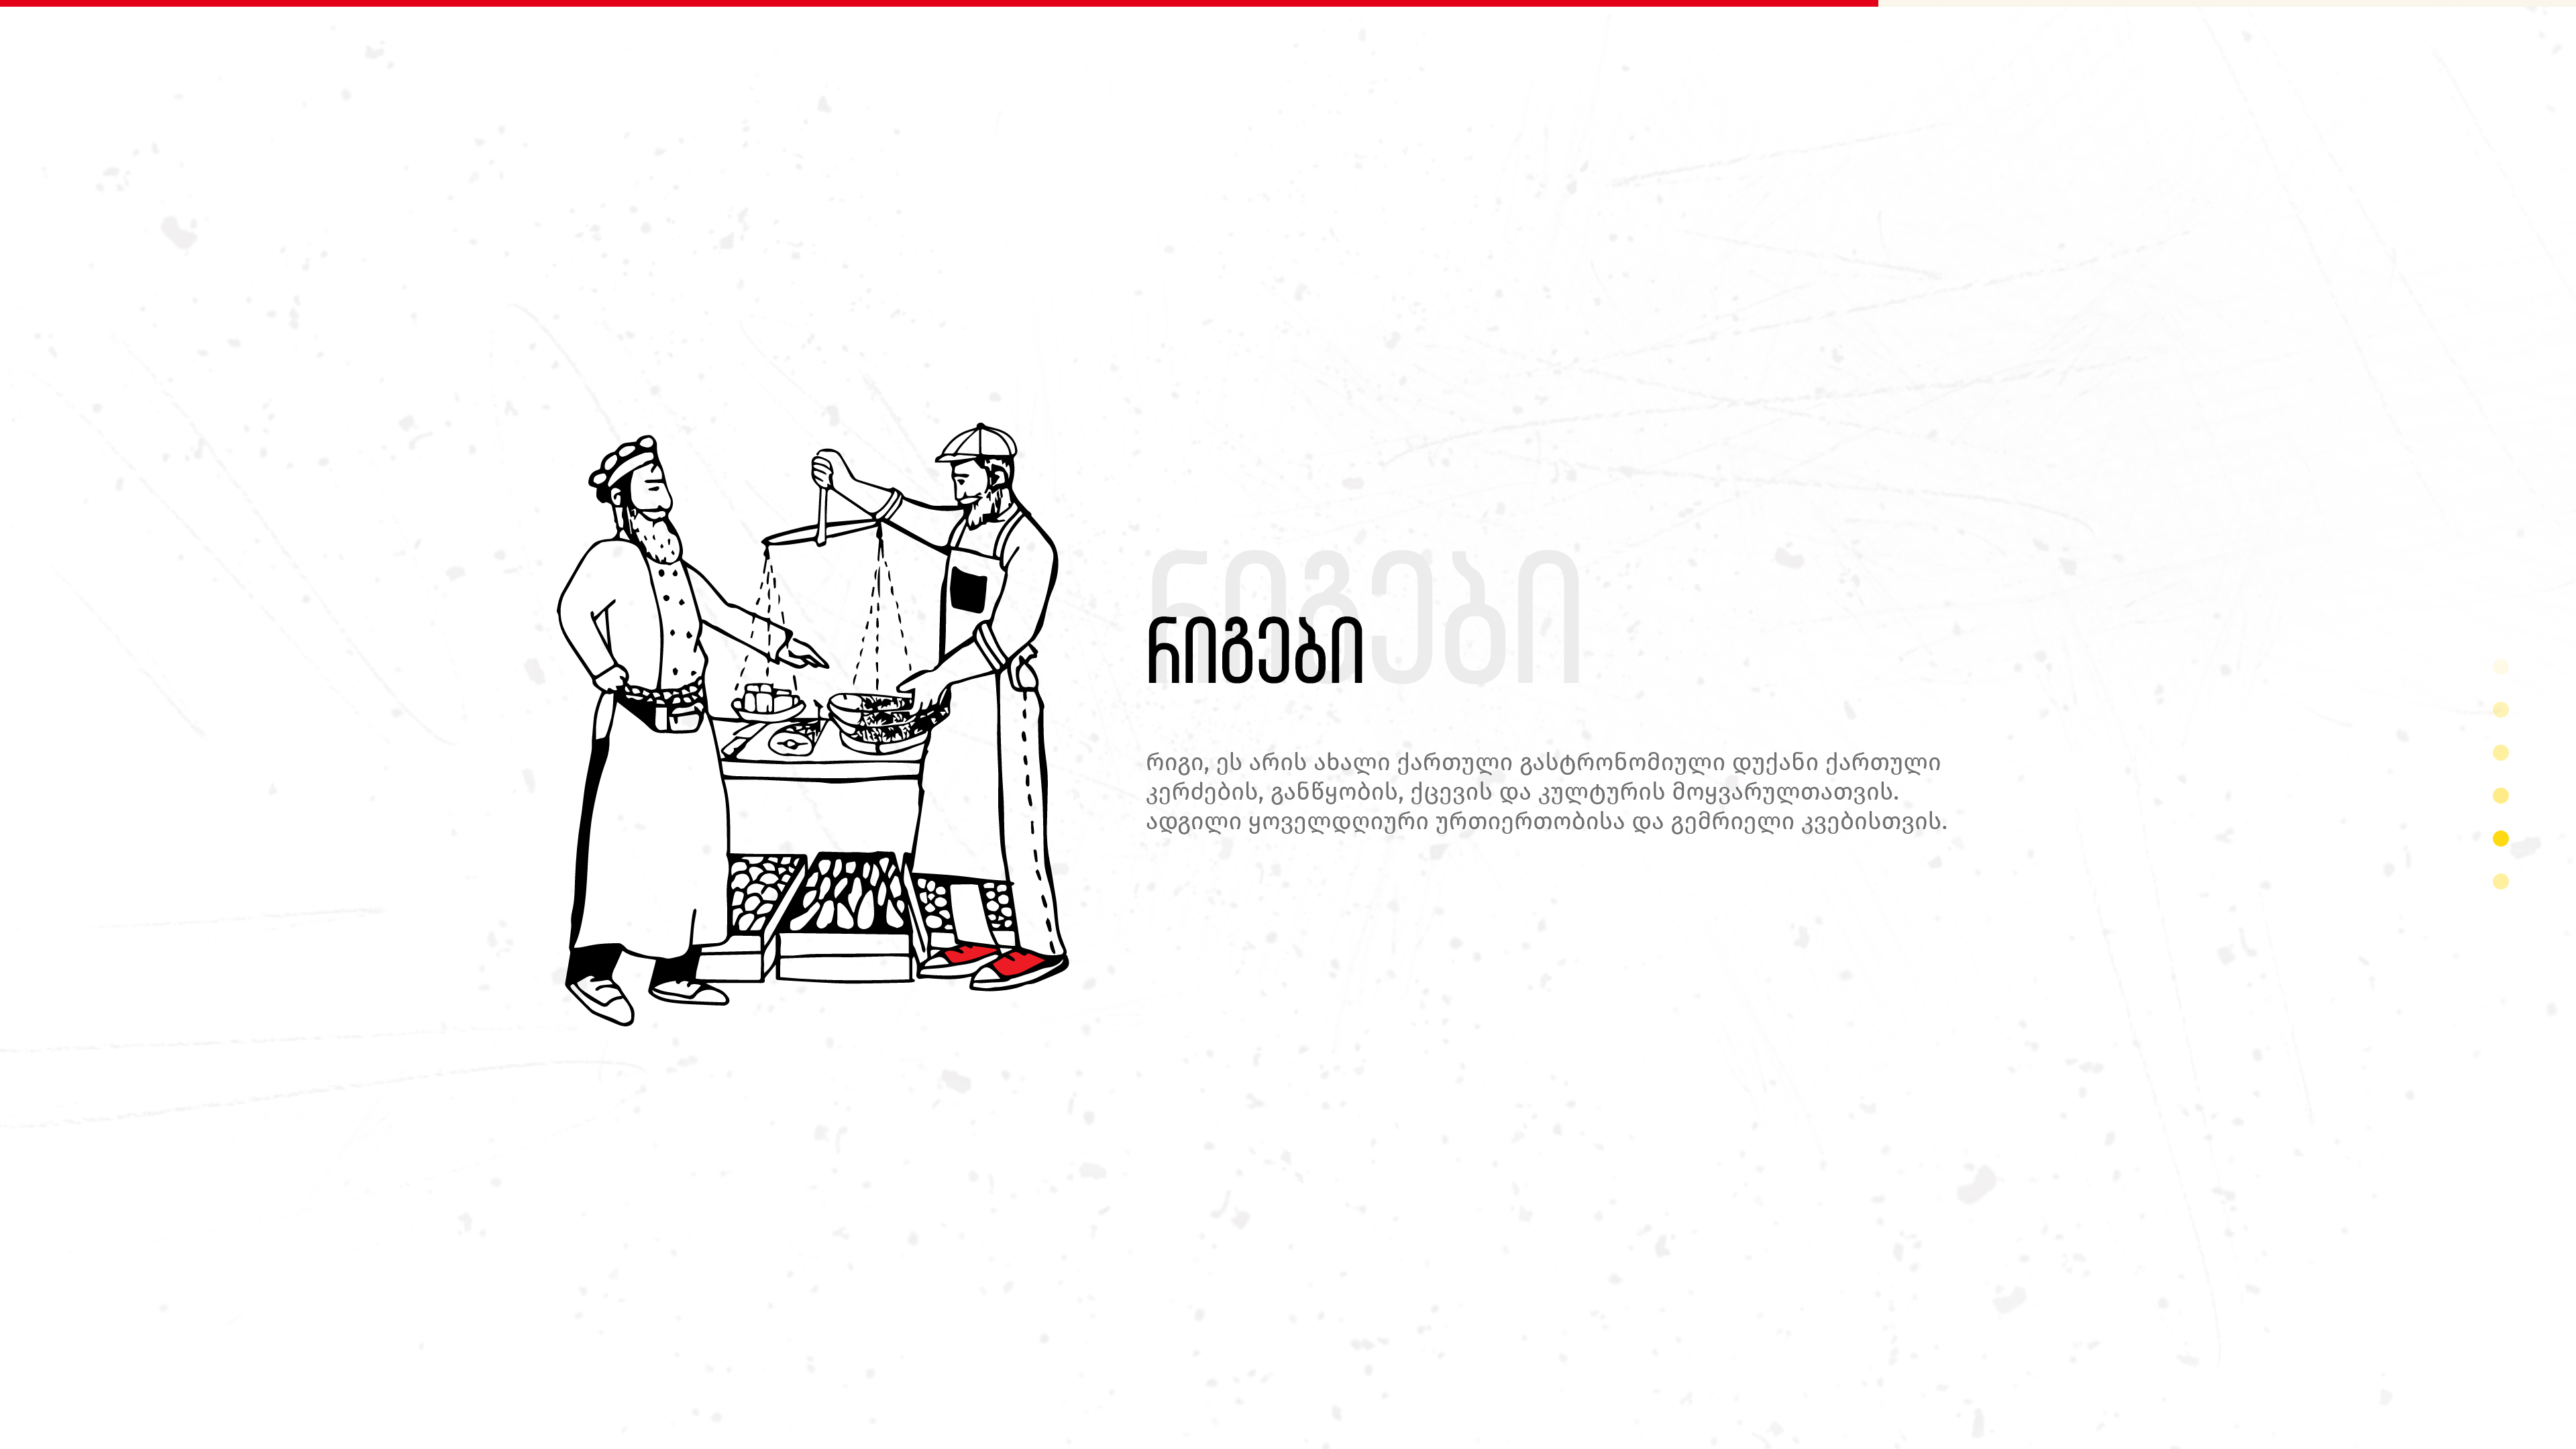 რიგები
რიგები
რიგი, ეს არის ახალი ქართული გასტრონომიული დუქანი ქართული
კერძების, განწყობის, ქცევის და კულტურის მოყვარულთათვის.
ადგილი ყოველდღიური ურთიერთობისა და გემრიელი კვებისთვის.